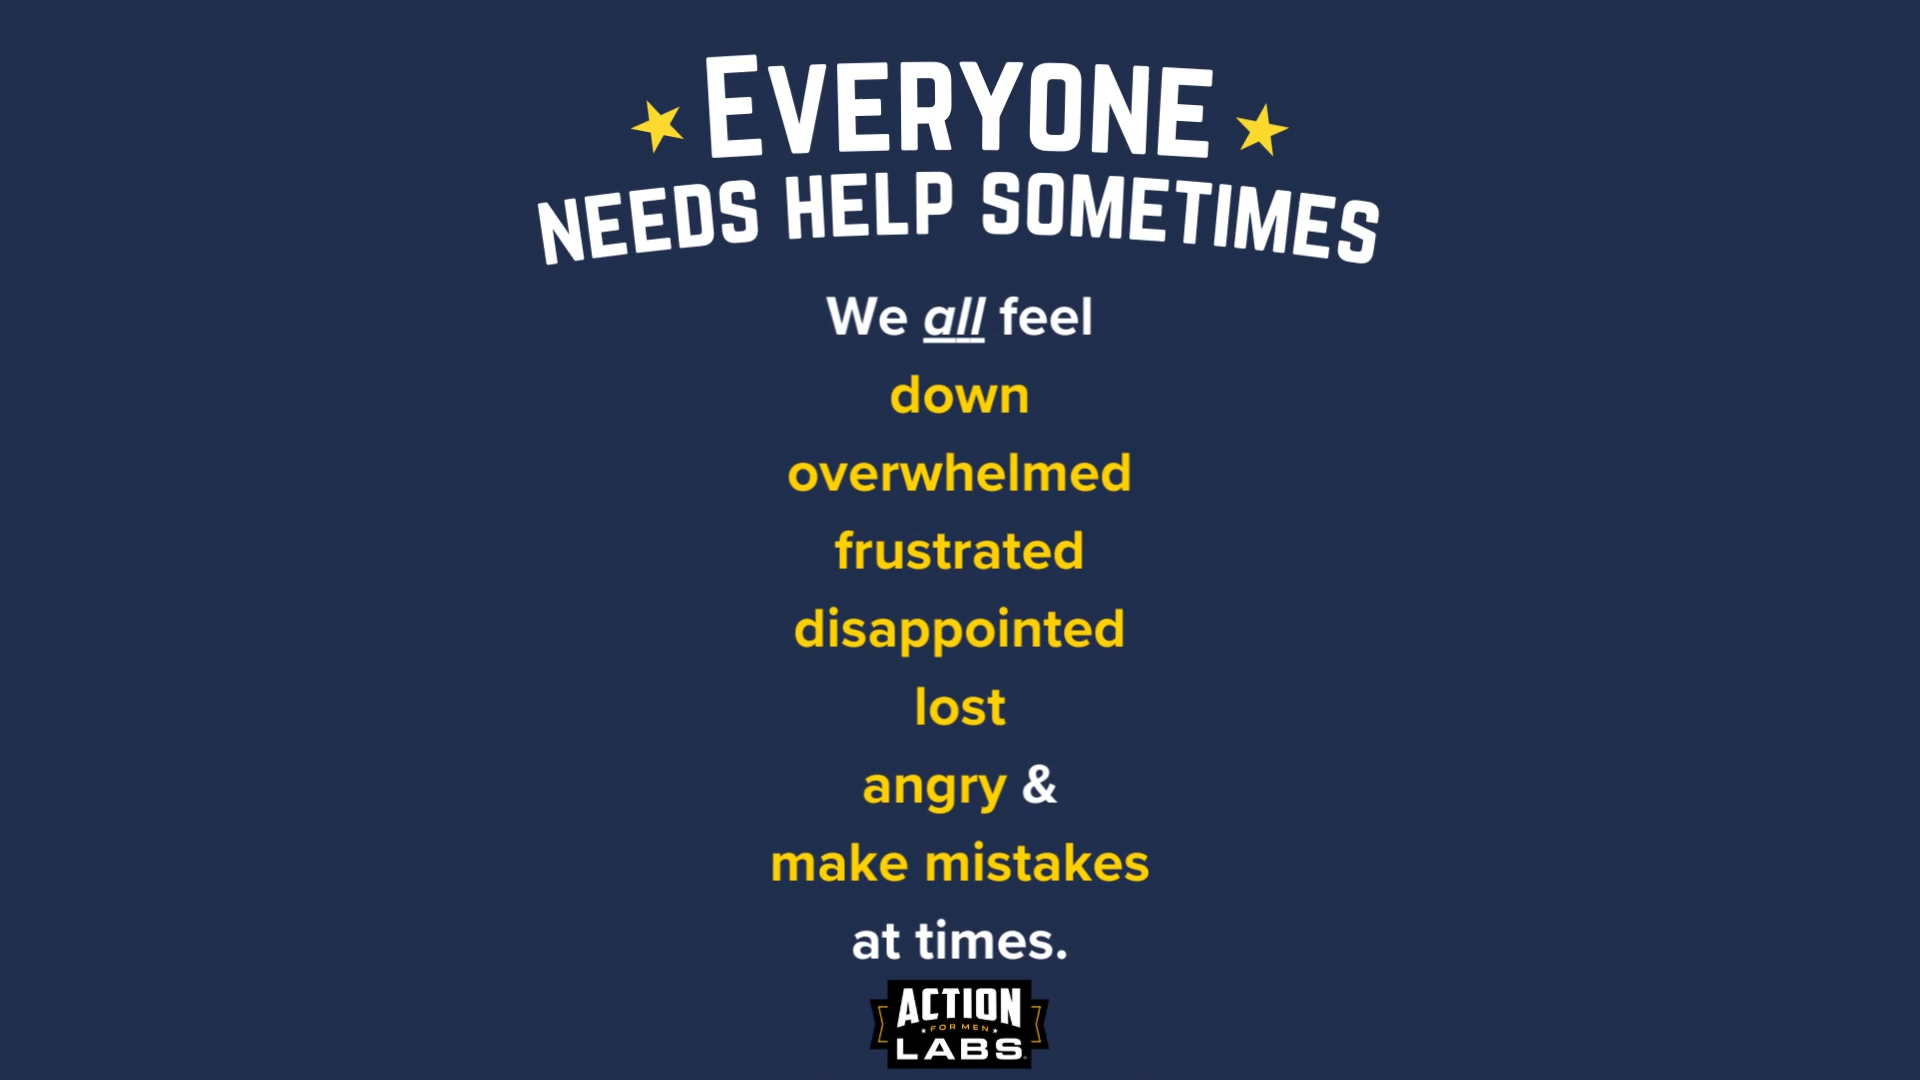 EVERYONE
NEEDS HELP SOMETIMES
We all feel
down
overwhelmed
frustrated
disappointed
lost
angry &
make mistakes
at times.
ACTION
FOR MEN
LABS